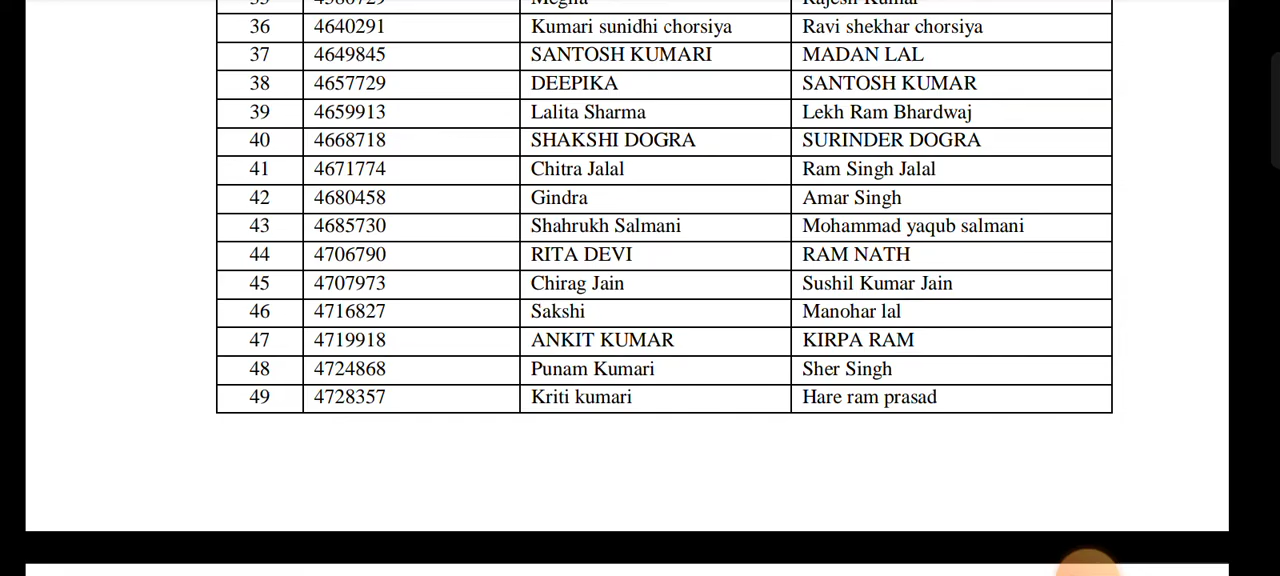 36 4640291 Kumari sunidhi chorsiya Ravi shekhar chorsiya
37 4649845 SANTOSH KUMARI MADAN LAL
38 4657729 DEEPIKA SANTOSH KUMAR
39 4659913 Lalita Sharma Lekh Ram Bhardwaj
40 4668718 SHAKSHI DOGRA SURINDER DOGRA
41 4671774 Chitra Jalal Ram Singh Jalal
42 4680458 Gindra Amar Singh
43 4685730 Shahrukh Salmani Mohammad yaqub salmani
44 4706790 RITA DEVI RAM NATH
45 4707973 Chirag Jain Sushil Kumar Jain
46 4716827 Sakshi Manohar lal
47 4719918 ANKIT KUMAR KIRPA RAM
48 4724868 Punam Kumari Sher Singh
49 4728357 Kriti kumari Hare ram prasad